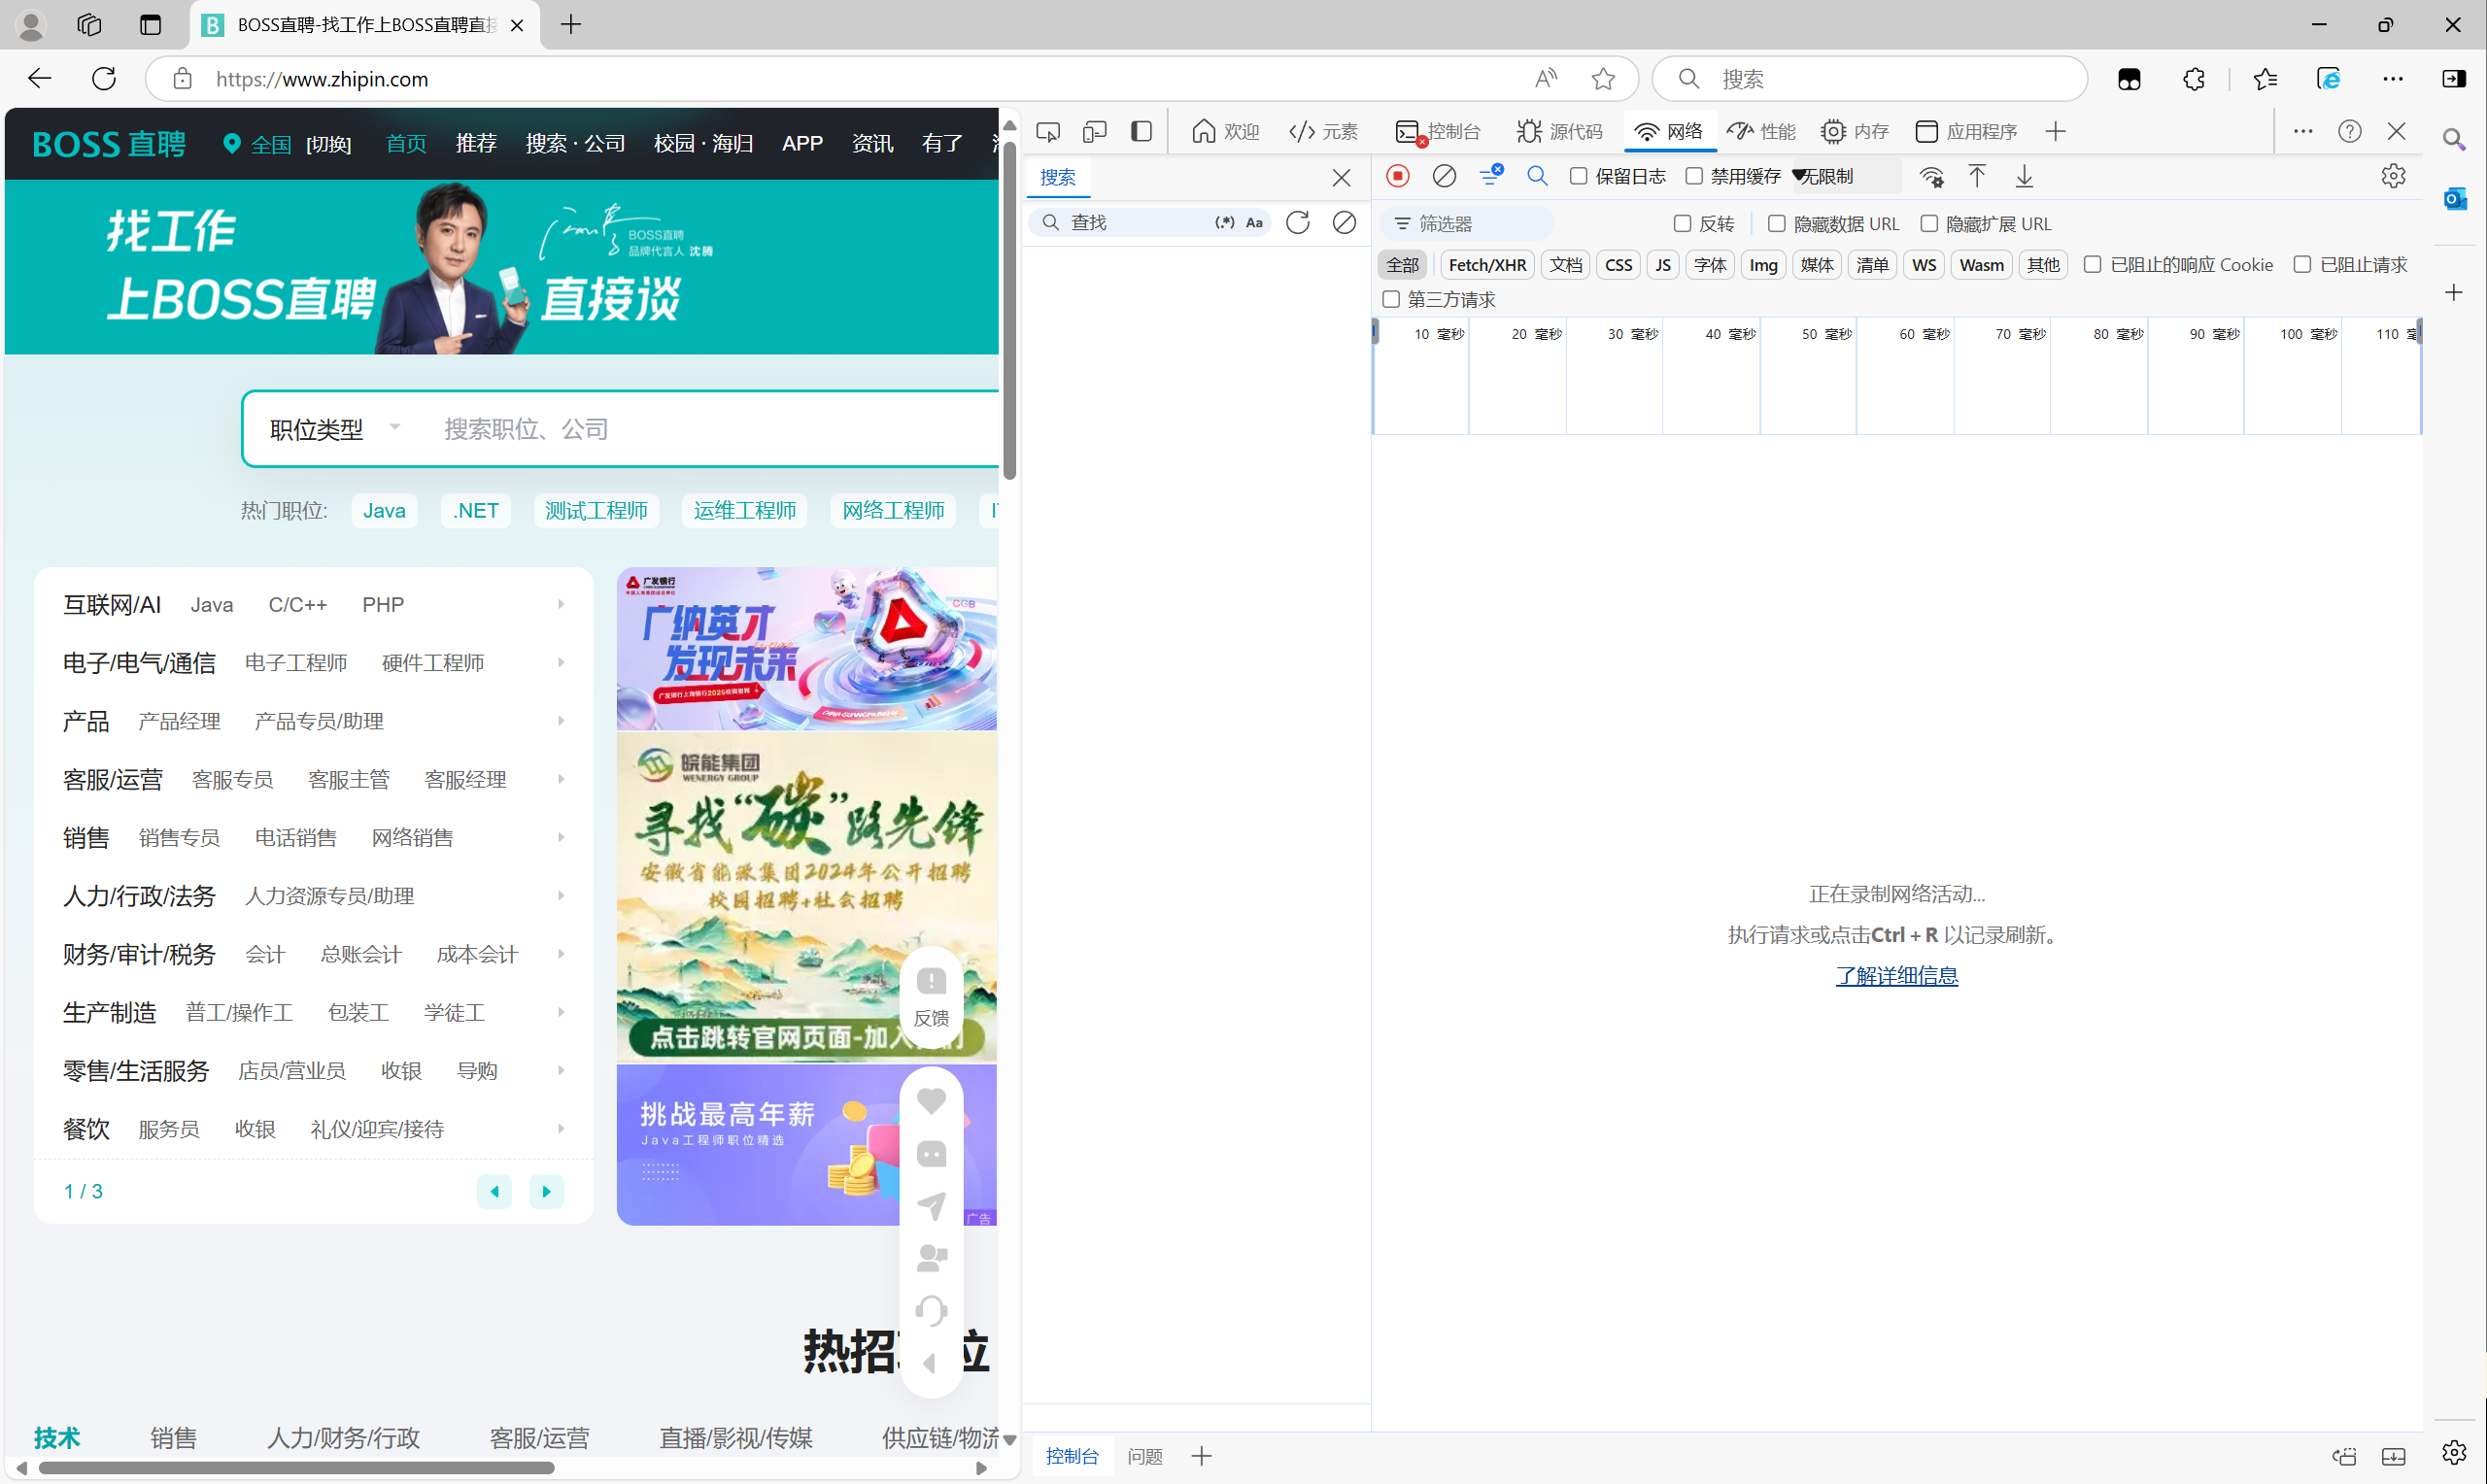 BOSS直聘-找工作上BOSS直聘直接
https://www.zhipin.com
搜索
BOSS 直聘
全国 [切换] 首页 推荐 搜索·公司 校园·海归 APP 资讯 有了
找工作
BOSS直聘
品牌代言人 沈腾
上BOSS直聘 直接谈
职位类型 搜索职位、公司
热门职位: Java .NET 测试工程师 运维工程师 网络工程师
互联网/AI Java C/C++ PHP
电子/电气/通信 电子工程师 硬件工程师
产品 产品经理 产品专员/助理
客服/运营 客服专员 客服主管 客服经理
销售 销售专员 电话销售 网络销售
人力/行政/法务 人力资源专员/助理
财务/审计/税务 会计 总账会计 成本会计
生产制造 普工/操作工 包装工 学徒工
零售/生活服务 店员/营业员 收银 导购
餐饮 服务员 收银 礼仪/迎宾/接待
1 / 3
广发银行
CGB
广纳英才
发现未来
广发银行上海银行2025校园招聘
CHINA GUANGFA BANK
皖能集团
WENERGY GROUP
寻找“碳”路先锋
安徽省能源集团2024年公开招聘
校园招聘+社会招聘
点击跳转官网页面-加入我们
反馈
挑战最高年薪
Java工程师职位精选
广告
热招职位
技术 销售 人力/财务/行政 客服/运营 直播/影视/传媒 供应链/物流
欢迎 元素 控制台 源代码 网络 性能 内存 应用程序
搜索
查找 (.*) Aa
保留日志 禁用缓存 无限制
筛选器 反转 隐藏数据 URL 隐藏扩展 URL
全部 Fetch/XHR 文档 CSS JS 字体 Img 媒体 清单 WS Wasm 其他 已阻止的响应 Cookie 已阻止请求
第三方请求
10 毫秒 20 毫秒 30 毫秒 40 毫秒 50 毫秒 60 毫秒 70 毫秒 80 毫秒 90 毫秒 100 毫秒 110 毫
正在录制网络活动...
执行请求或点击Ctrl + R 以记录刷新。
了解详细信息
控制台 问题